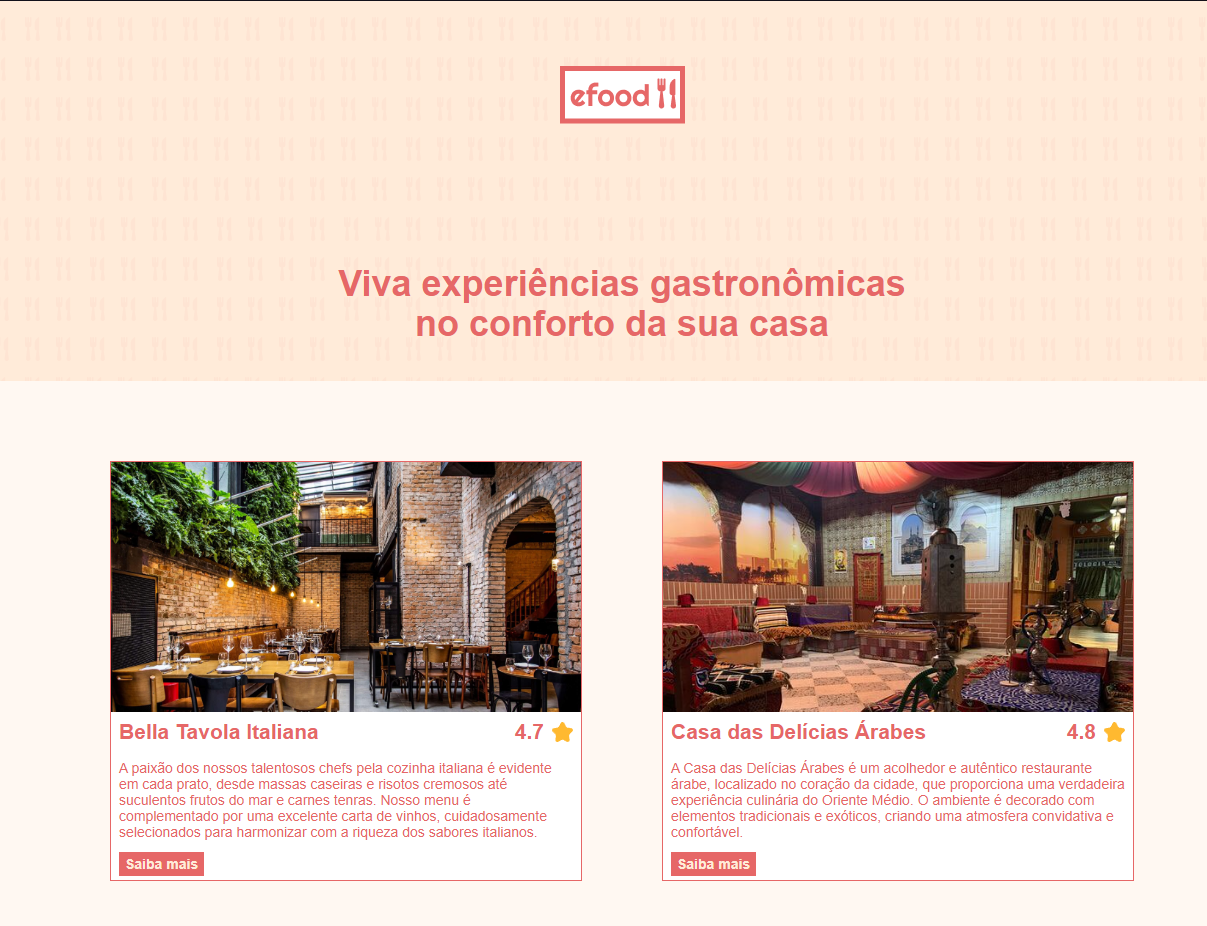 efood
Viva experiências gastronômicas
no conforto da sua casa
Bella Tavola Italiana 4.7
A paixão dos nossos talentosos chefs pela cozinha italiana é evidente
em cada prato, desde massas caseiras e risotos cremosos até
suculentos frutos do mar e carnes tenras. Nosso menu é
complementado por uma excelente carta de vinhos, cuidadosamente
selecionados para harmonizar com a riqueza dos sabores italianos.
Saiba mais
Casa das Delícias Árabes 4.8
A Casa das Delícias Árabes é um acolhedor e autêntico restaurante
árabe, localizado no coração da cidade, que proporciona uma verdadeira
experiência culinária do Oriente Médio. O ambiente é decorado com
elementos tradicionais e exóticos, criando uma atmosfera convidativa e
confortável.
Saiba mais